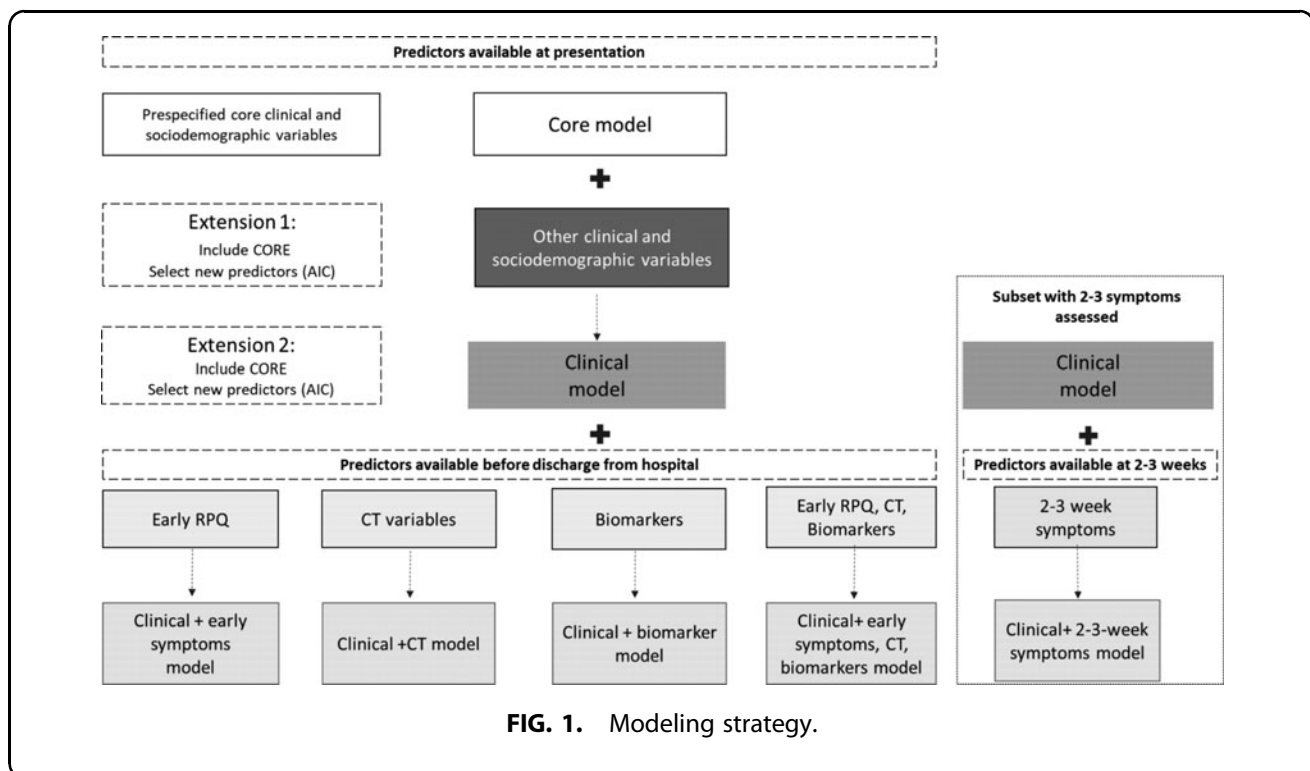 Predictors available at presentation
Prespecified core clinical and
sociodemographic variables
Core model
+
Extension 1:
Include CORE
Select new predictors (AIC)
Other clinical and
sociodemographic variables
Extension 2:
Include CORE
Select new predictors (AIC)
Clinical
model
+
Predictors available before discharge from hospital
Early RPQ
CT variables
Biomarkers
Early RPQ, CT,
Biomarkers
Clinical + early
symptoms
model
Clinical +CT model
Clinical + biomarker
model
Clinical+ early
symptoms, CT,
biomarkers model
Subset with 2-3 symptoms
assessed
Clinical
model
+
Predictors available at 2-3 weeks
2-3 week
symptoms
Clinical+ 2-3-week
symptoms model
FIG. 1. Modeling strategy.